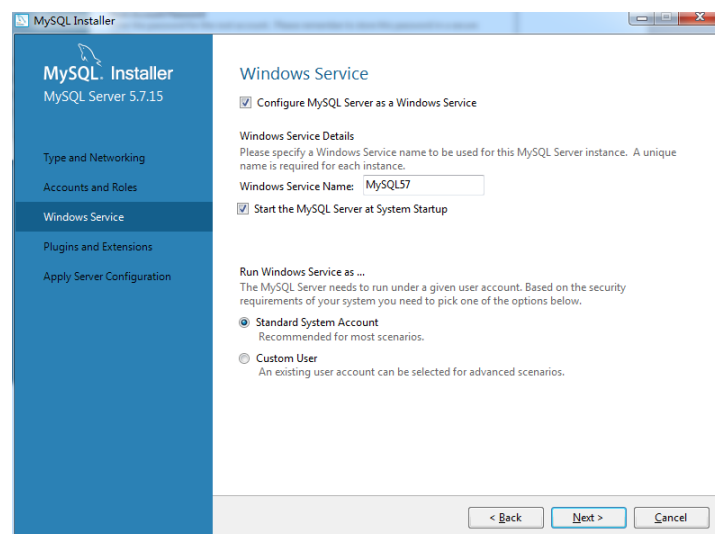 MySQL Installer
MySQL. Installer
MySQL Server 5.7.15
Type and Networking
Accounts and Roles
Windows Service
Plugins and Extensions
Apply Server Configuration
Windows Service
Configure MySQL Server as a Windows Service
Windows Service Details
Please specify a Windows Service name to be used for this MySQL Server instance. A unique
name is required for each instance.
Windows Service Name: MySQL57
Start the MySQL Server at System Startup
Run Windows Service as ...
The MySQL Server needs to run under a given user account. Based on the security
requirements of your system you need to pick one of the options below.
Standard System Account
Recommended for most scenarios.
Custom User
An existing user account can be selected for advanced scenarios.
< Back
Next >
Cancel